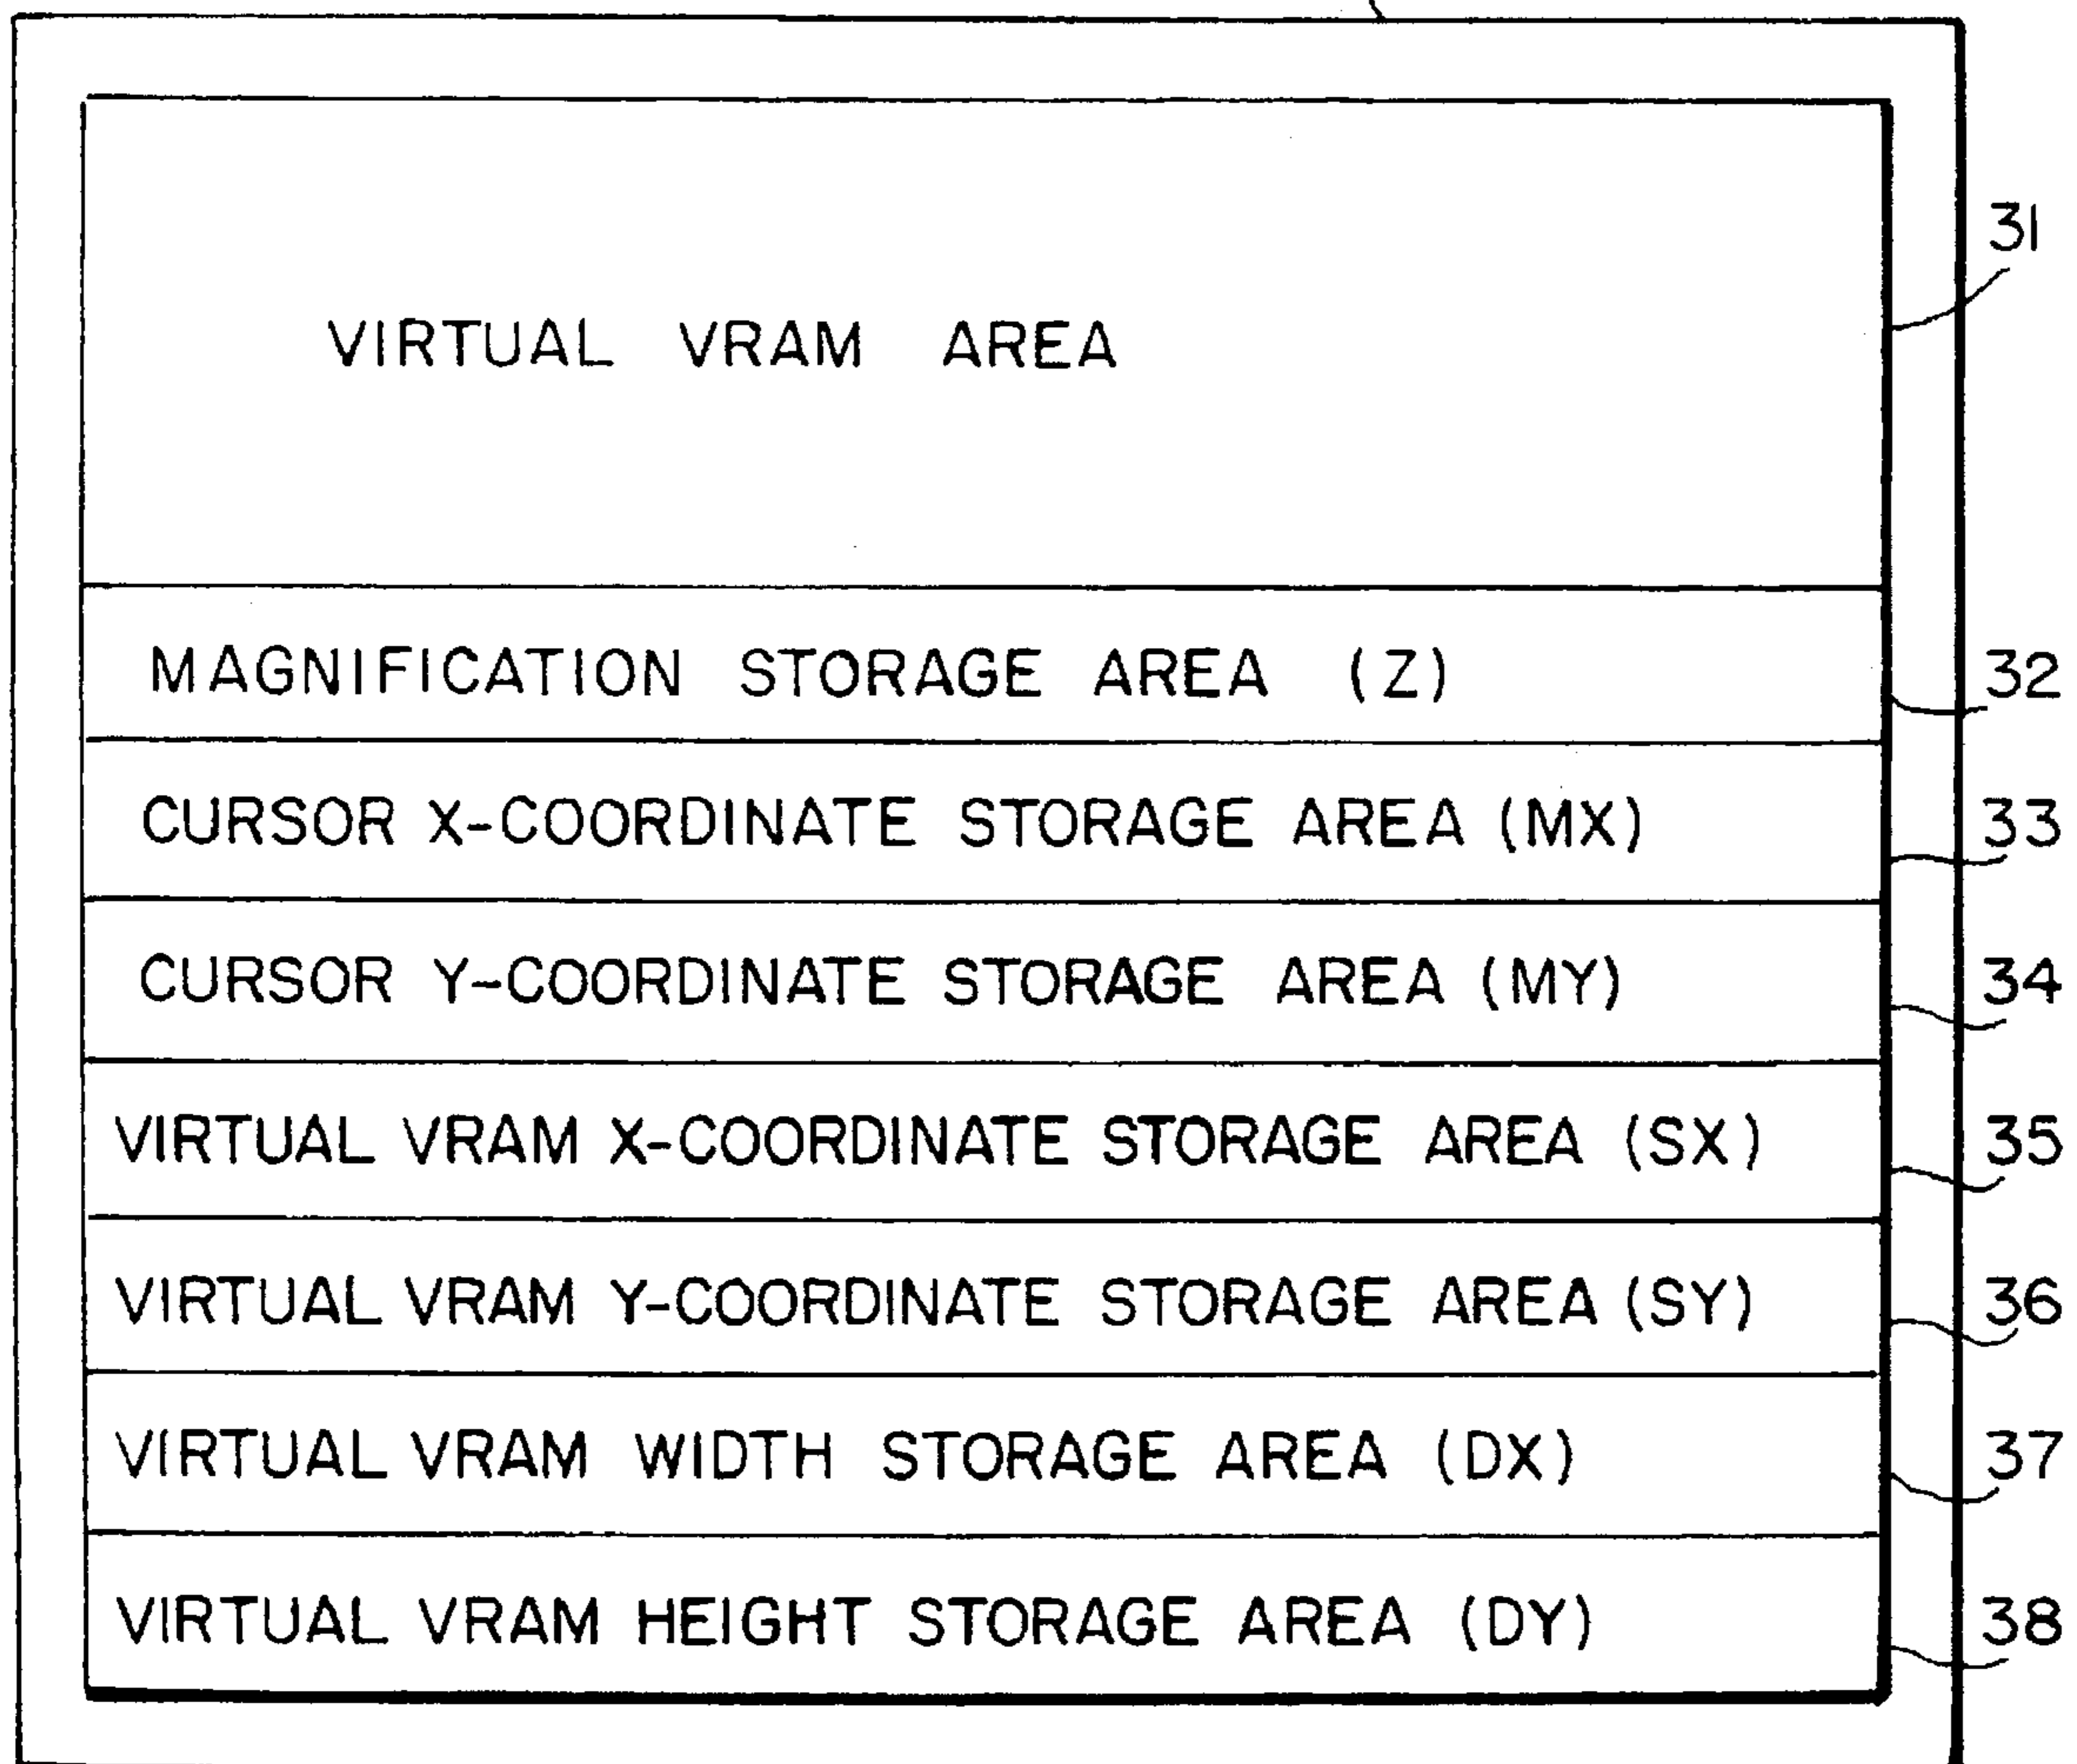 31
VIRTUAL VRAM AREA
MAGNIFICATION STORAGE AREA (Z) 32
CURSOR X-COORDINATE STORAGE AREA (MX) 33
CURSOR Y-COORDINATE STORAGE AREA (MY) 34
VIRTUAL VRAM X-COORDINATE STORAGE AREA (SX) 35
VIRTUAL VRAM Y-COORDINATE STORAGE AREA (SY) 36
VIRTUAL VRAM WIDTH STORAGE AREA (DX) 37
VIRTUAL VRAM HEIGHT STORAGE AREA (DY) 38